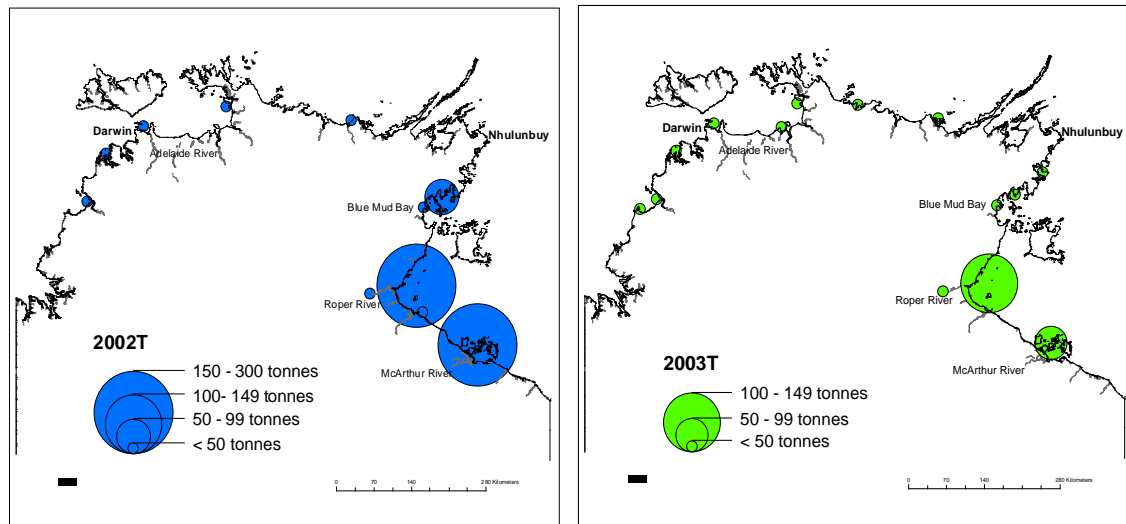 Darwin
Nhulunbuy
Adelaide River
Blue Mud Bay
Roper River
McArthur River
2002T
150 - 300 tonnes
100- 149 tonnes
50 - 99 tonnes
< 50 tonnes
0 70 140 280 Kilometers
Darwin
Nhulunbuy
Adelaide River
Blue Mud Bay
Roper River
McArthur River
2003T
100 - 149 tonnes
50 - 99 tonnes
< 50 tonnes
0 70 140 280 Kilometers